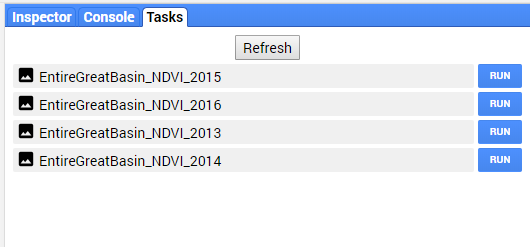 Inspector Console Tasks
Refresh
EntireGreatBasin_NDVI_2015 RUN
EntireGreatBasin_NDVI_2016 RUN
EntireGreatBasin_NDVI_2013 RUN
EntireGreatBasin_NDVI_2014 RUN